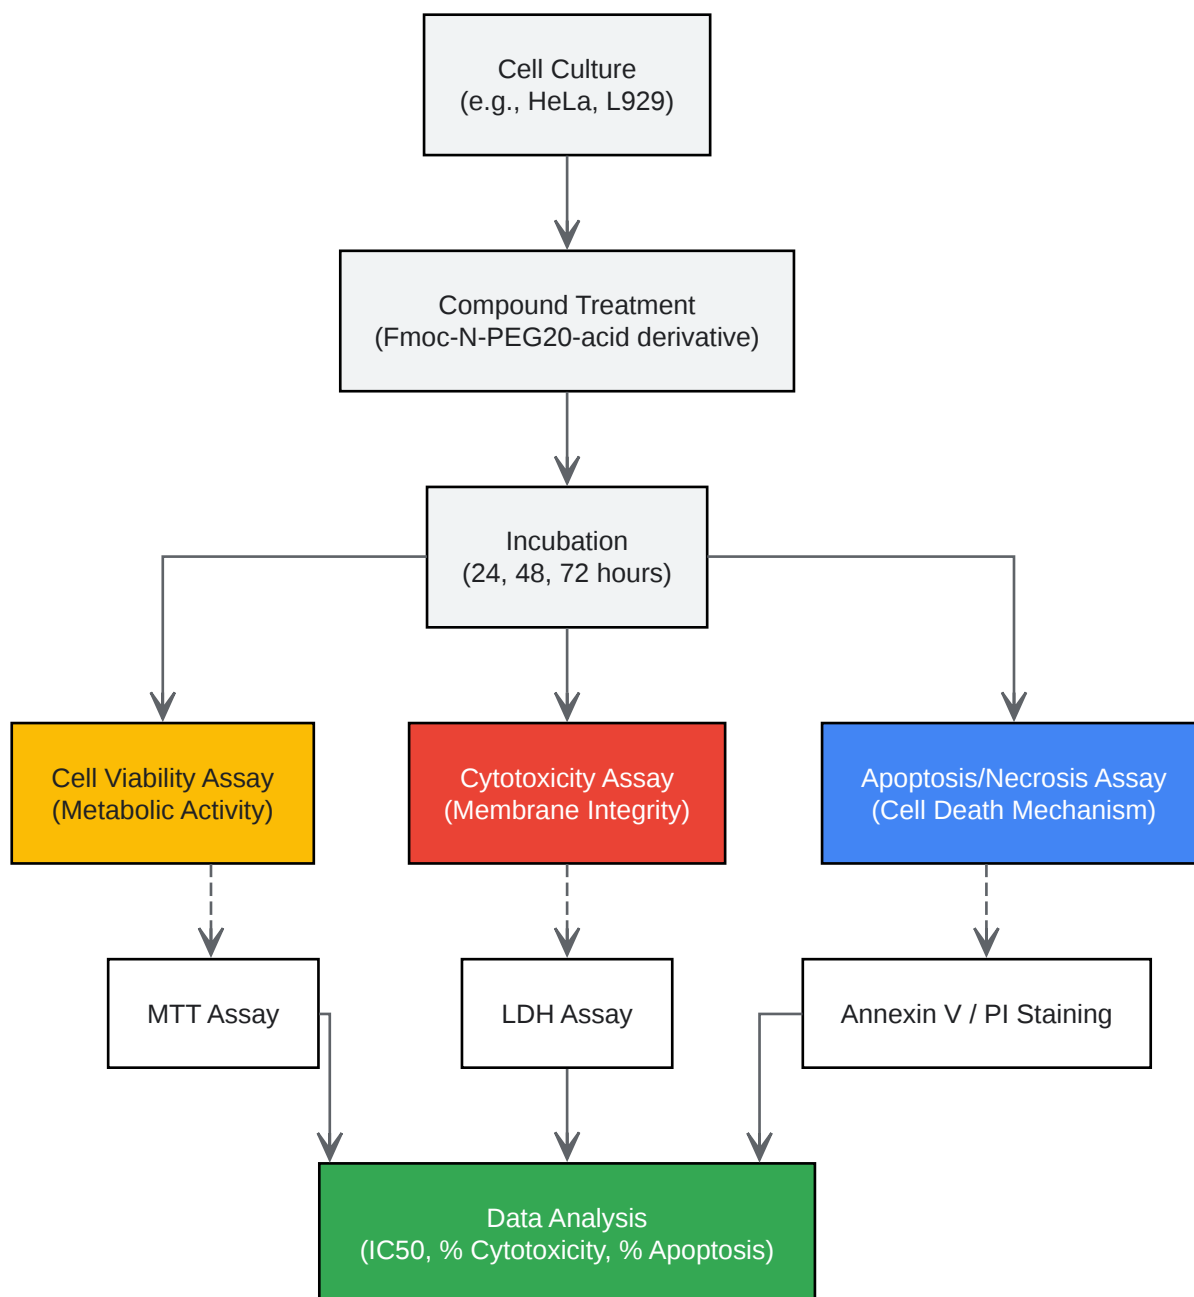 Cell Culture
(e.g., HeLa, L929)
Compound Treatment
(Fmoc-N-PEG20-acid derivative)
Incubation
(24, 48, 72 hours)
Cell Viability Assay
(Metabolic Activity)
Cytotoxicity Assay
(Membrane Integrity)
Apoptosis/Necrosis Assay
(Cell Death Mechanism)
MTT Assay
LDH Assay
Annexin V / PI Staining
Data Analysis
(IC50, % Cytotoxicity, % Apoptosis)